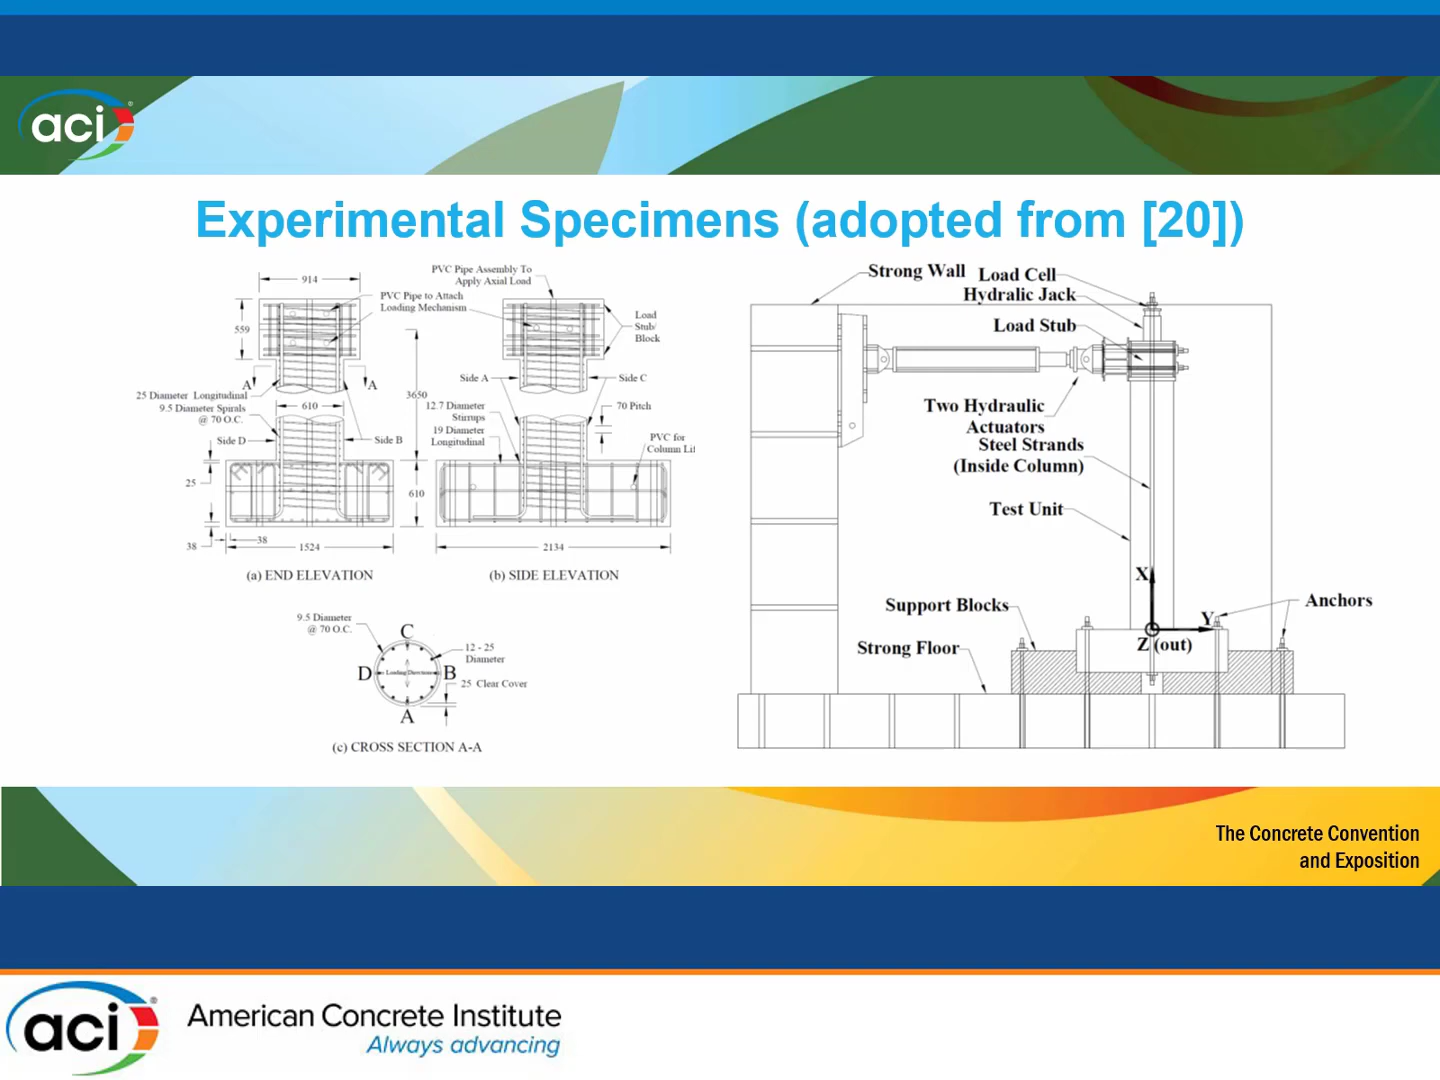 aci
Experimental Specimens (adopted from [20])
914
PVC Pipe Assembly To
Apply Axial Load
PVC Pipe to Attach
Loading Mechanism
559
Load
Stub/
Block
A
A
Side A
Side C
25 Diameter Longitudinal
9.5 Diameter Spirals
@ 70 O.C.
610
3650
12.7 Diameter
Stirrups
19 Diameter
Longitudinal
70 Pitch
Side D
Side B
PVC for
Column Lif
25
610
38
38
1524
2134
(a) END ELEVATION
(b) SIDE ELEVATION
9.5 Diameter
@ 70 O.C.
C
12 - 25
Diameter
D
Loading Direction
B
25 Clear Cover
A
(c) CROSS SECTION A-A
Strong Wall
Load Cell
Hydralic Jack
Load Stub
Two Hydraulic
Actuators
Steel Strands
(Inside Column)
Test Unit
X
Support Blocks
Y
Anchors
Strong Floor
Z (out)
The Concrete Convention
and Exposition
aci
American Concrete Institute
Always advancing